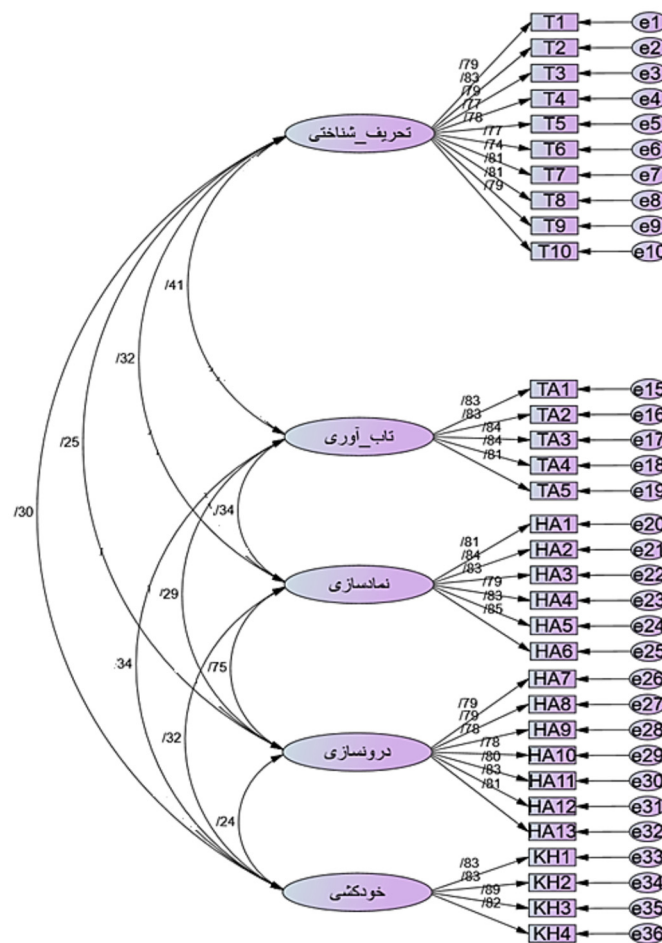 T1 e1
T2 e2
T3 e3
T4 e4
T5 e5
T6 e6
T7 e7
T8 e8
T9 e9
T10 e10
/79
/83
/79
/77
/78
/77
/74
/81
/81
/79
تحریف_شناختی
/41
/32
/25
/30
TA1 e15
TA2 e16
TA3 e17
TA4 e18
TA5 e19
/83
/83
/84
/84
/81
تاب_آوری
/34
/29
/34
HA1 e20
HA2 e21
HA3 e22
HA4 e23
HA5 e24
HA6 e25
/81
/84
/83
/79
/83
/85
نمادسازی
/75
/32
HA7 e26
HA8 e27
HA9 e28
HA10 e29
HA11 e30
HA12 e31
HA13 e32
/79
/79
/78
/78
/80
/83
/81
درونسازی
/24
KH1 e33
KH2 e34
KH3 e35
KH4 e36
/83
/83
/89
/82
خودکشی